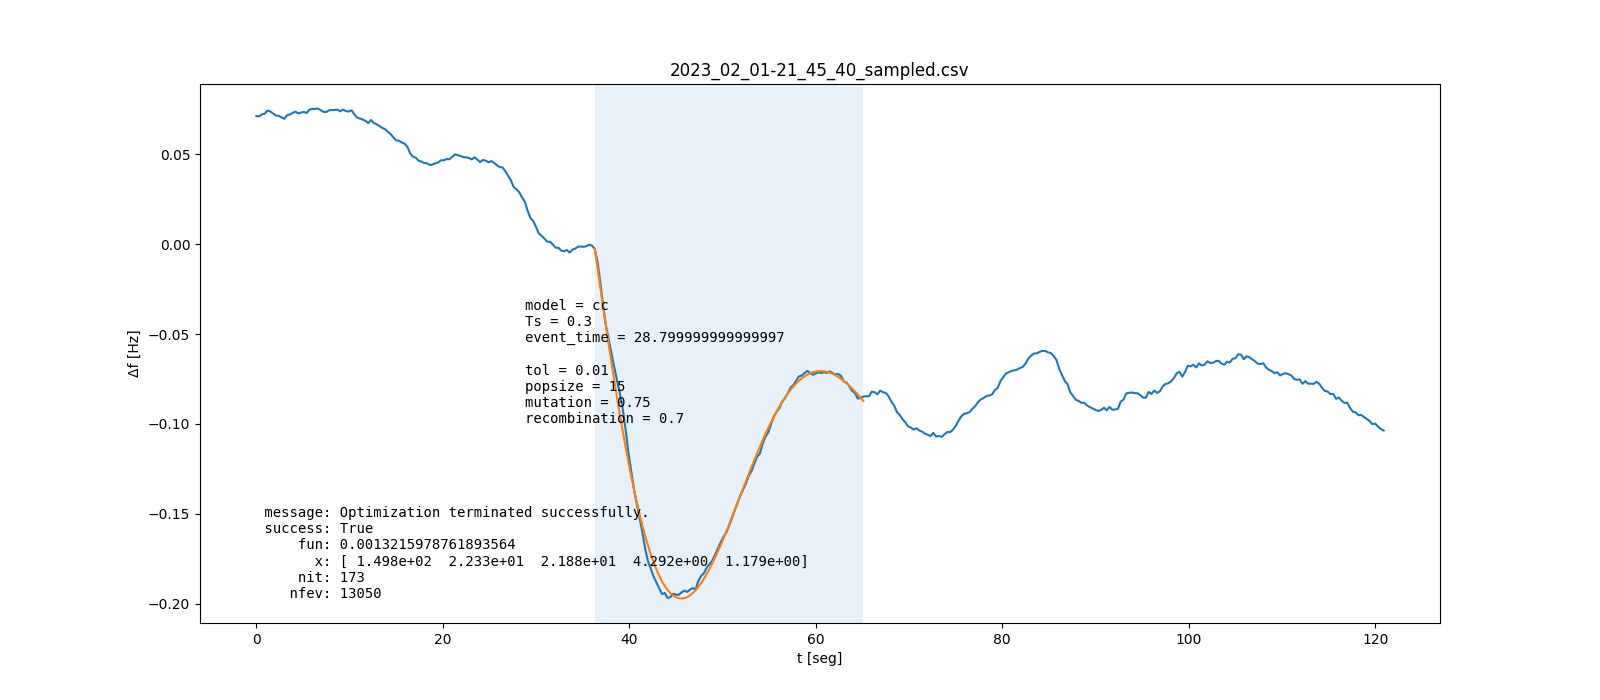 2023_02_01-21_45_40_sampled.csv
Δf [Hz]
0.05
0.00
−0.05
−0.10
−0.15
−0.20
model = cc
Ts = 0.3
event_time = 28.799999999999997
tol = 0.01
popsize = 15
mutation = 0.75
recombination = 0.7
message: Optimization terminated successfully.
success: True
fun: 0.0013215978761893564
x: [ 1.498e+02  2.233e+01  2.188e+01  4.292e+00  1.179e+00]
nit: 173
nfev: 13050
0 20 40 60 80 100 120
t [seg]